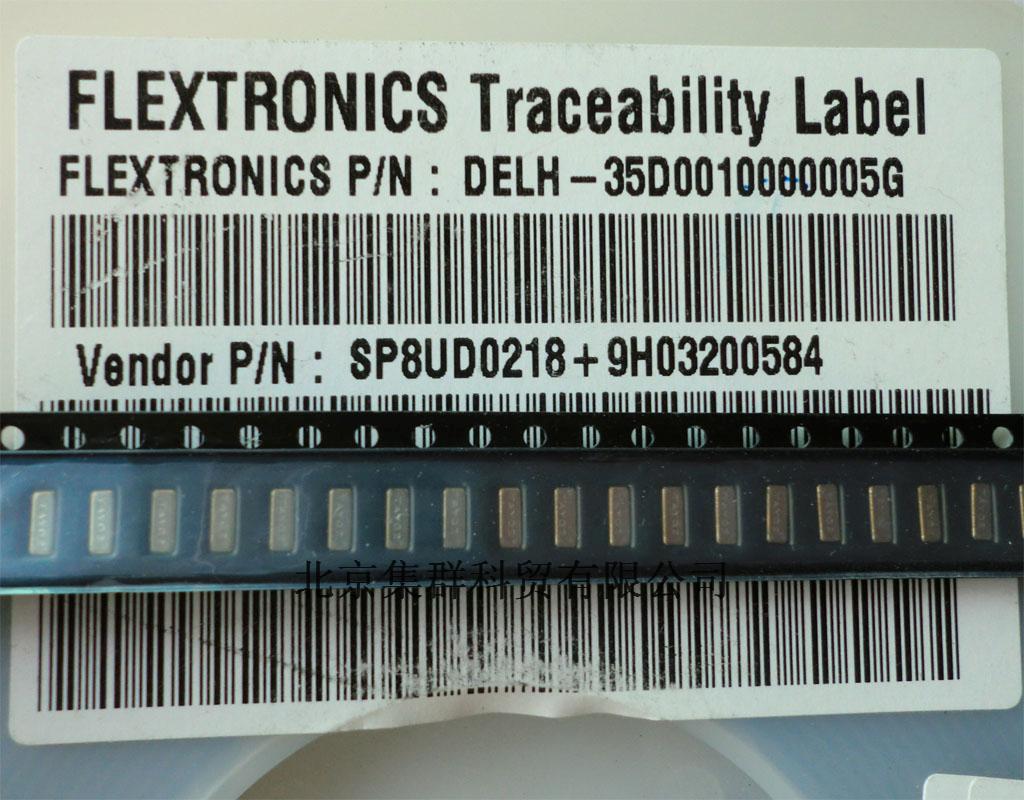 FLEXTRONICS Traceability Label
FLEXTRONICS P/N : DELH-35D0010000005G
Vendor P/N : SP8UD0218+9H03200584
北京集群科贸有限公司